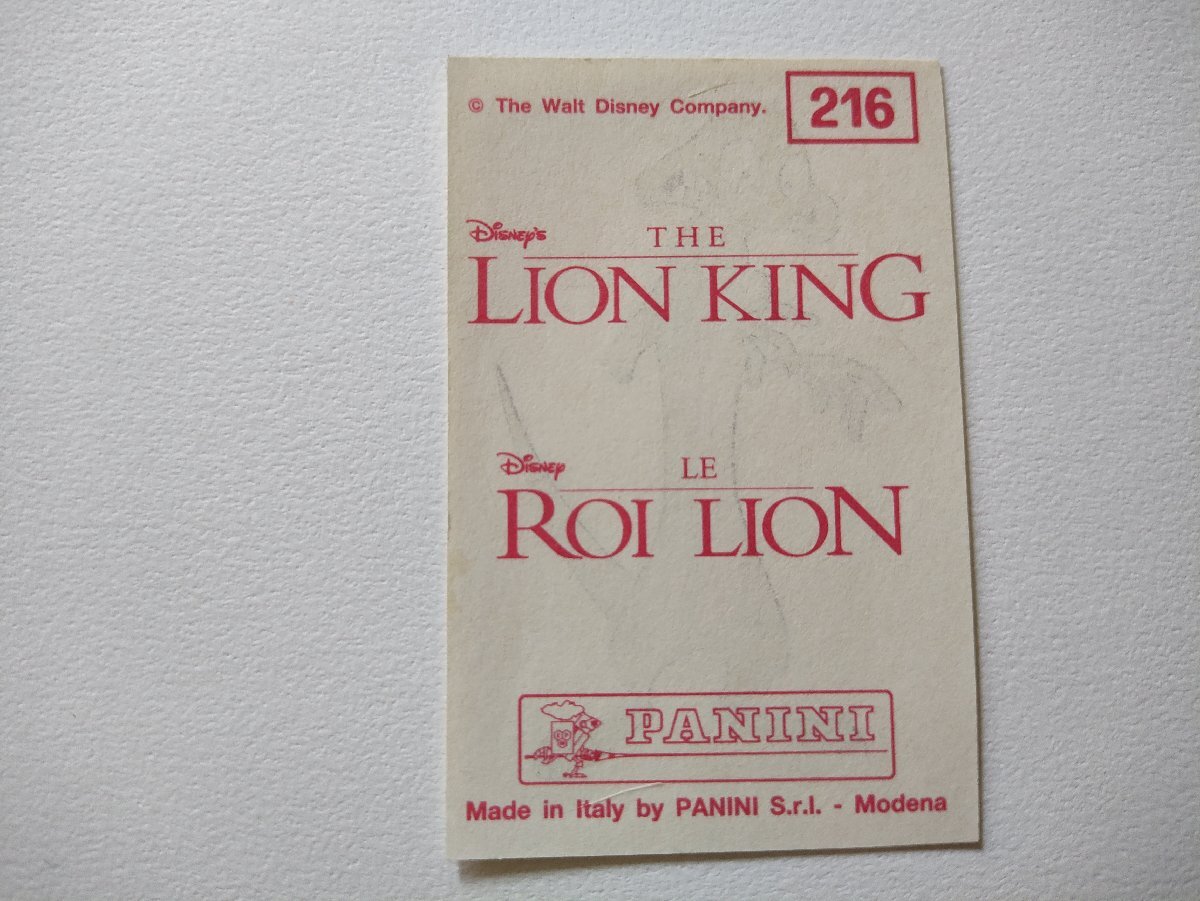 © The Walt Disney Company.
216
Disney's
THE
LION KING
Disney
LE
ROI LION
PANINI
Made in Italy by PANINI S.r.l. - Modena